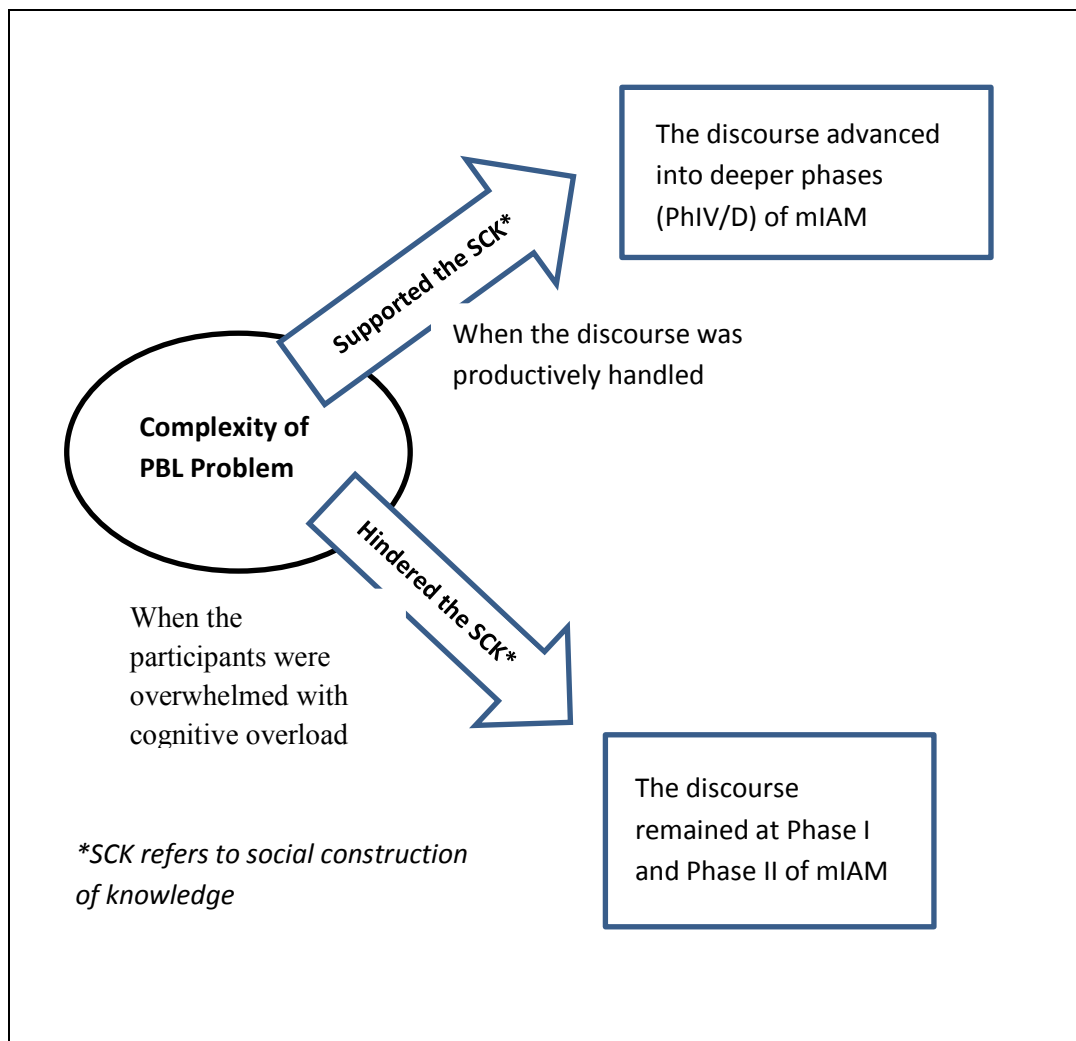 The discourse advanced
into deeper phases
(PhIV/D) of mIAM
Supported the SCK*
When the discourse was
productively handled
Complexity of
PBL Problem
Hindered the SCK*
When the
participants were
overwhelmed with
cognitive overload
The discourse
remained at Phase I
and Phase II of mIAM
*SCK refers to social construction
of knowledge